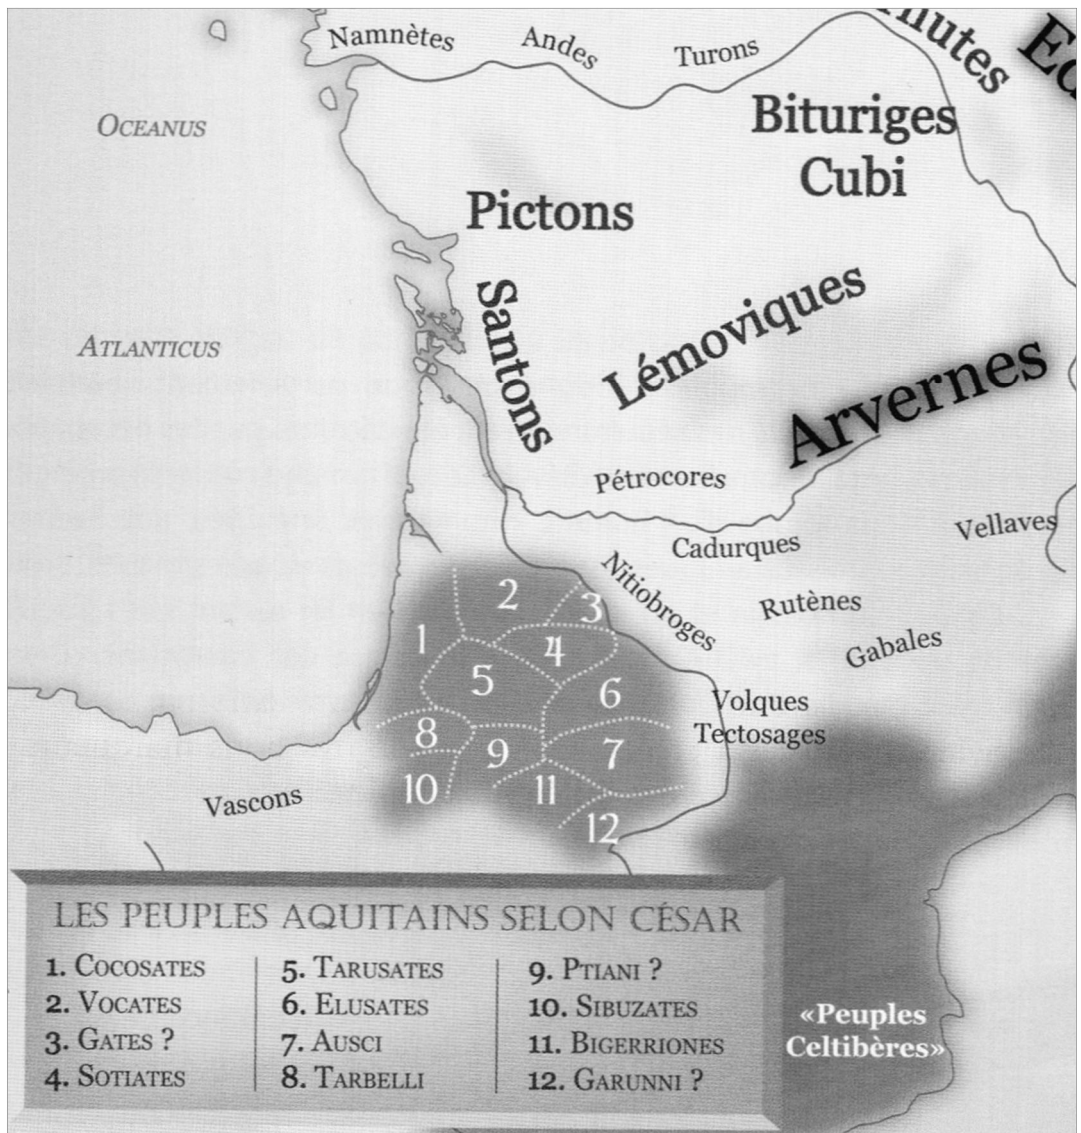 Namnètes
Andes
Turons
Bituriges
Cubi
OCEANUS
Pictons
Santons
Lémoviques
ATLANTICUS
Arvernes
Pétrocores
Cadurques
Vellaves
Nitiobroges
Rutènes
Gabales
2
3
1
4
5
6
Volques
Tectosages
8
9
7
10
11
12
Vascons
LES PEUPLES AQUITAINS SELON CÉSAR
1. COCOSATES
2. VOCATES
3. GATES ?
4. SOTIATES
5. TARUSATES
6. ELUSATES
7. AUSCI
8. TARBELLI
9. PTIANI ?
10. SIBUZATES
11. BIGERRIONES
12. GARUNNI ?
«Peuples
Celtibères»